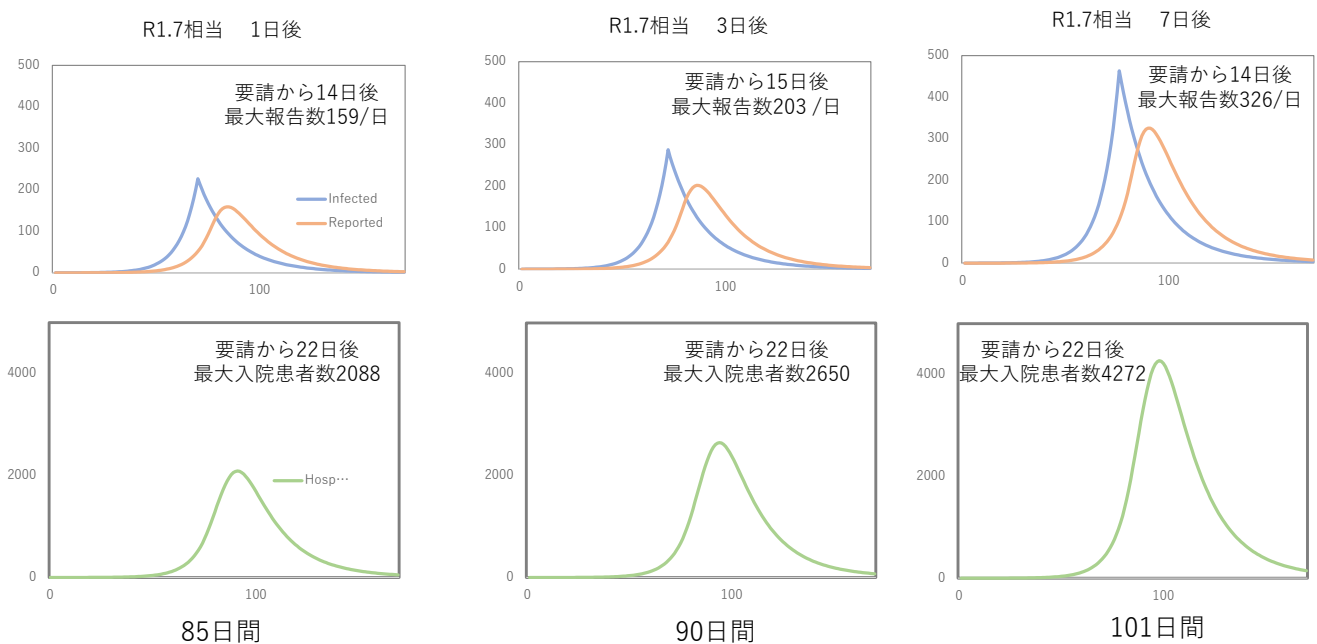 R1.7相当 1日後
500
400
300
200
100
0
0
100
要請から14日後
最大報告数159/日
Infected
Reported
R1.7相当 3日後
500
400
300
200
100
0
0
100
要請から15日後
最大報告数203 /日
R1.7相当 7日後
500
400
300
200
100
0
0
100
要請から14日後
最大報告数326/日
4000
2000
0
0
100
要請から22日後
最大入院患者数2088
Hosp…
85日間
4000
2000
0
0
100
要請から22日後
最大入院患者数2650
90日間
4000
2000
0
0
100
要請から22日後
最大入院患者数4272
101日間